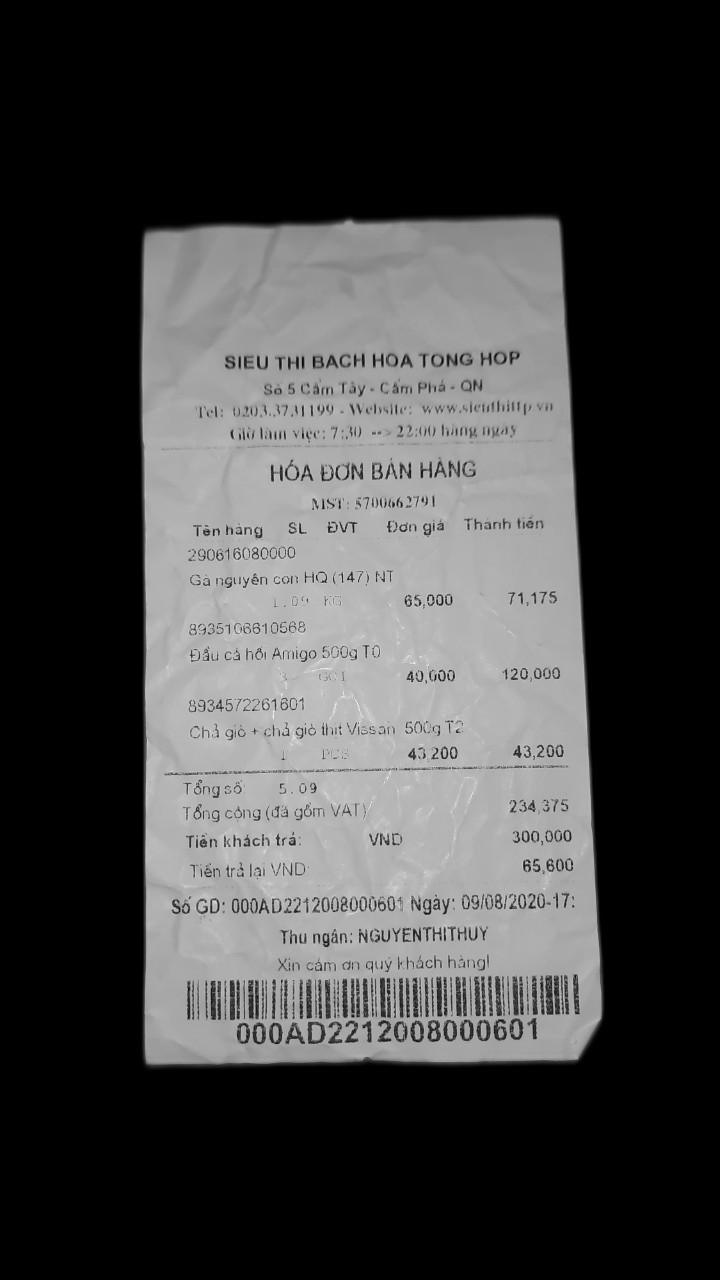 SIEU THI BACH HOA TONG HOP
Số 5 Cẩm Tây - Cẩm Phả - QN
Tel: 0203.3731199 - Website: www.sieuthittp.vn
Giờ làm việc: 7:30 --> 22:00 hàng ngày
HÓA ĐƠN BÁN HÀNG
MST: 5700662791
Tên hàng SL ĐVT Đơn giá Thành tiền
290616080000
Gà nguyên con HQ (147) NT
1.09 KG 65,000 71,175
8935106610568
Đầu cá hồi Amigo 500g T0
3 GOI 40,000 120,000
8934572261601
Chả giò + chả giò thịt Vissan 500g T2
1 PCS 43,200 43,200
Tổng số: 5.09
Tổng cộng (đã gồm VAT) 234,375
Tiền khách trả: VND 300,000
Tiền trả lại VND: 65,600
Số GD: 000AD2212008000601 Ngày: 09/08/2020-17:
Thu ngân: NGUYENTHITHUY
Xin cảm ơn quý khách hàng!
000AD2212008000601